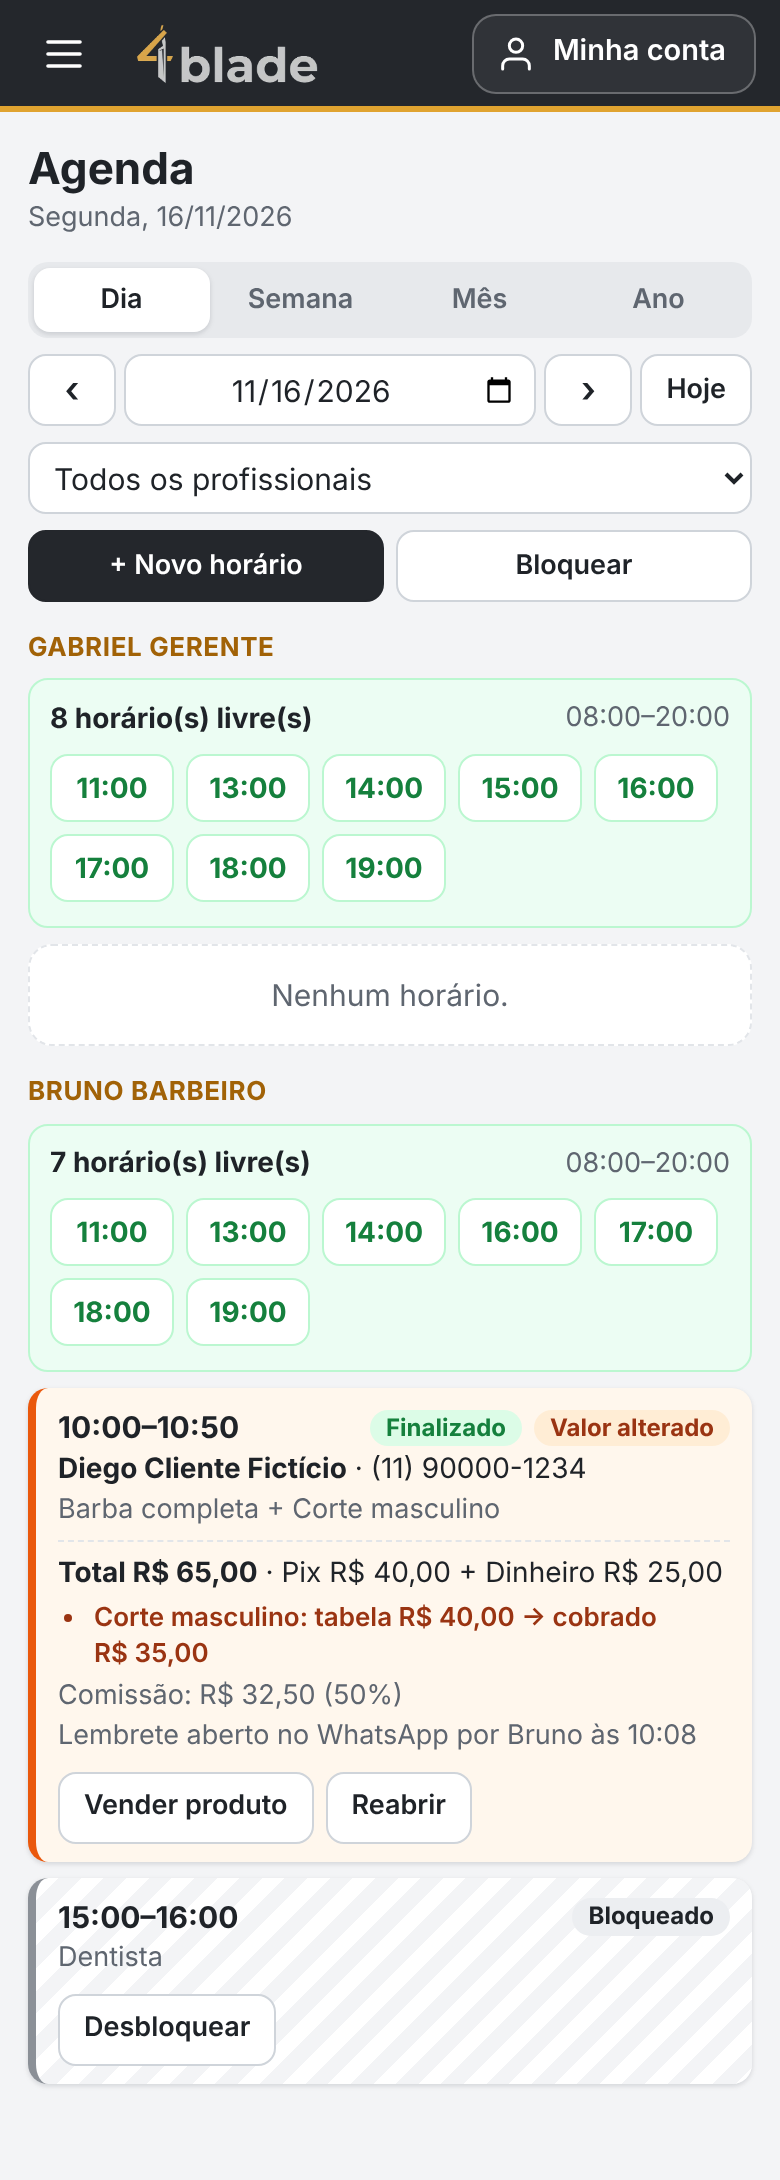 4blade
Minha conta
Agenda
Segunda, 16/11/2026
Dia
Semana
Mês
Ano
‹
11/16/2026
›
Hoje
Todos os profissionais
+ Novo horário
Bloquear
GABRIEL GERENTE
8 horário(s) livre(s)
08:00–20:00
11:00
13:00
14:00
15:00
16:00
17:00
18:00
19:00
Nenhum horário.
BRUNO BARBEIRO
7 horário(s) livre(s)
08:00–20:00
11:00
13:00
14:00
16:00
17:00
18:00
19:00
10:00–10:50
Finalizado
Valor alterado
Diego Cliente Fictício · (11) 90000-1234
Barba completa + Corte masculino
Total R$ 65,00 · Pix R$ 40,00 + Dinheiro R$ 25,00
• Corte masculino: tabela R$ 40,00 → cobrado
R$ 35,00
Comissão: R$ 32,50 (50%)
Lembrete aberto no WhatsApp por Bruno às 10:08
Vender produto
Reabrir
15:00–16:00
Bloqueado
Dentista
Desbloquear